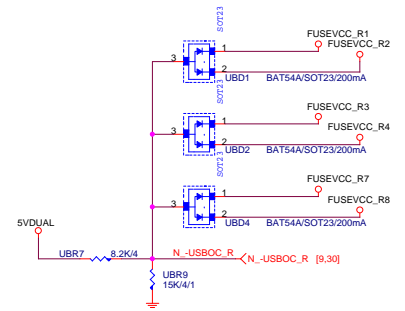 SOT23
FUSEVCC_R1
1
FUSEVCC_R2
3
2
UBD1 BAT54A/SOT23/200mA
SOT23
FUSEVCC_R3
1
FUSEVCC_R4
3
2
UBD2 BAT54A/SOT23/200mA
SOT23
FUSEVCC_R7
1
FUSEVCC_R8
3
2
UBD4 BAT54A/SOT23/200mA
5VDUAL
UBR7 8.2K/4
N_-USBOC_R
N_-USBOC_R [9,30]
UBR9
15K/4/1